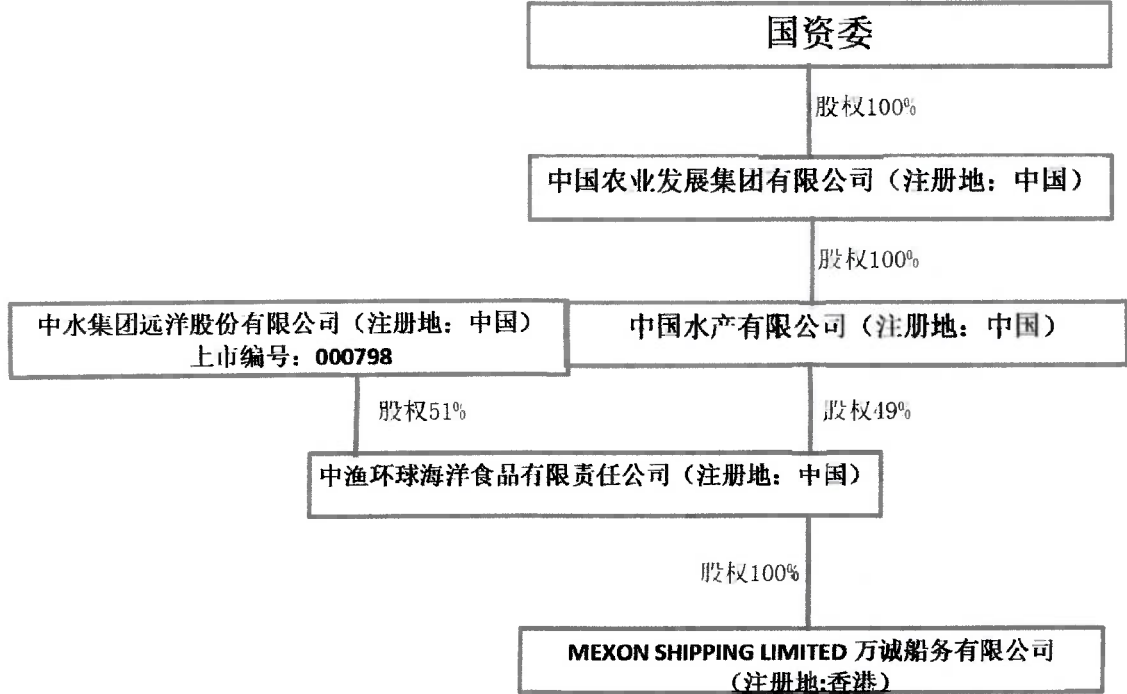 国资委
股权100%
中国农业发展集团有限公司（注册地：中国）
股权100%
中水集团远洋股份有限公司（注册地：中国）
上市编号：000798
中国水产有限公司（注册地：中国）
股权51%
股权49%
中渔环球海洋食品有限责任公司（注册地：中国）
股权100%
MEXON SHIPPING LIMITED 万诚船务有限公司
（注册地:香港）